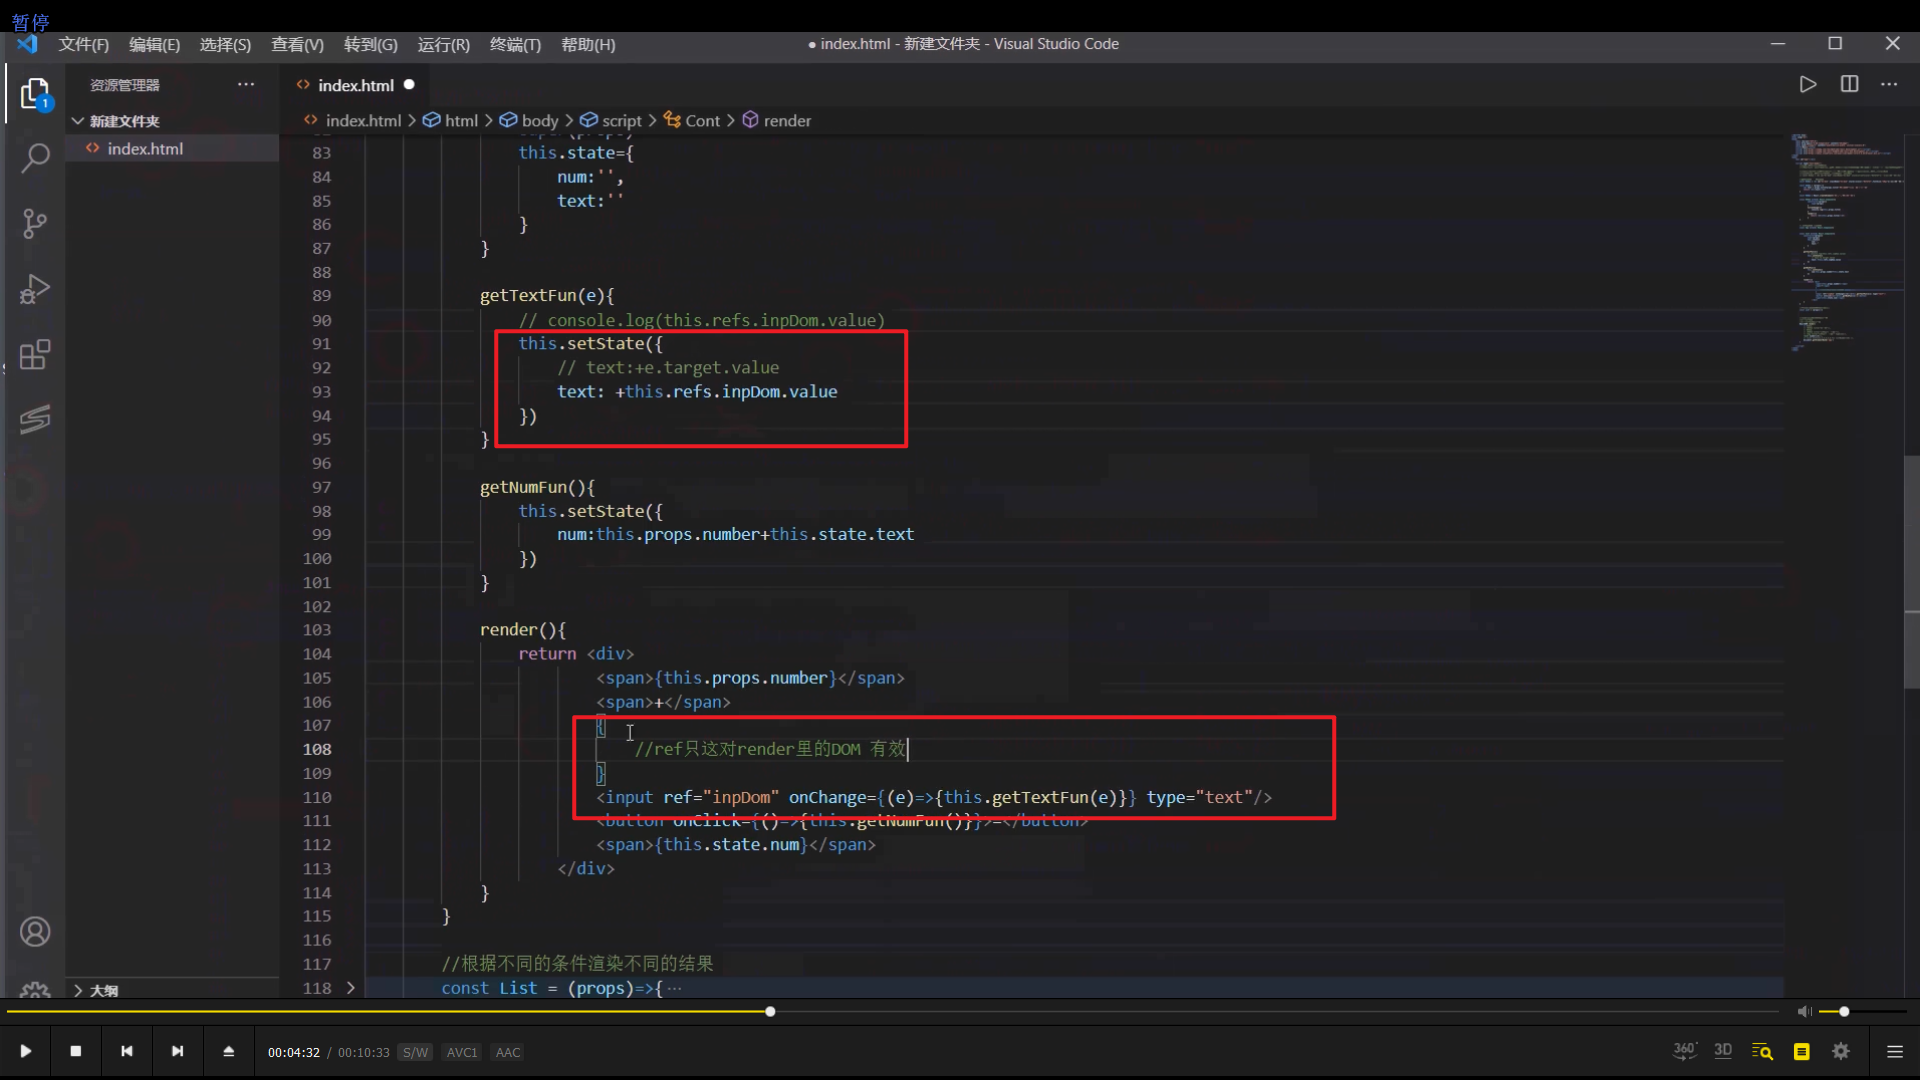 暂停
文件(F) 编辑(E) 选择(S) 查看(V) 转到(G) 运行(R) 终端(T) 帮助(H) ● index.html - 新建文件夹 - Visual Studio Code
资源管理器 ··· index.html ●
新建文件夹
index.html
index.html > html > body > script > Cont > render
1
83 this.state={
84 num:'',
85 text:''
86 }
87 }
88
89 getTextFun(e){
90 // console.log(this.refs.inpDom.value)
91 this.setState({
92 // text:+e.target.value
93 text: +this.refs.inpDom.value
94 })
95 }
96
97 getNumFun(){
98 this.setState({
99 num:this.props.number+this.state.text
100 })
101 }
102
103 render(){
104 return <div>
105 <span>{this.props.number}</span>
106 <span>+</span>
107 {
108 //ref只这对render里的DOM 有效
109 }
110 <input ref="inpDom" onChange={(e)=>{this.getTextFun(e)}} type="text"/>
111 <button onClick={()=>{this.getNumFun()}}>=</button>
112 <span>{this.state.num}</span>
113 </div>
114 }
115 }
116
117 //根据不同的条件渲染不同的结果
118 const List = (props)=>{···
大纲
00:04:32 / 00:10:33 S/W AVC1 AAC
360° 3D